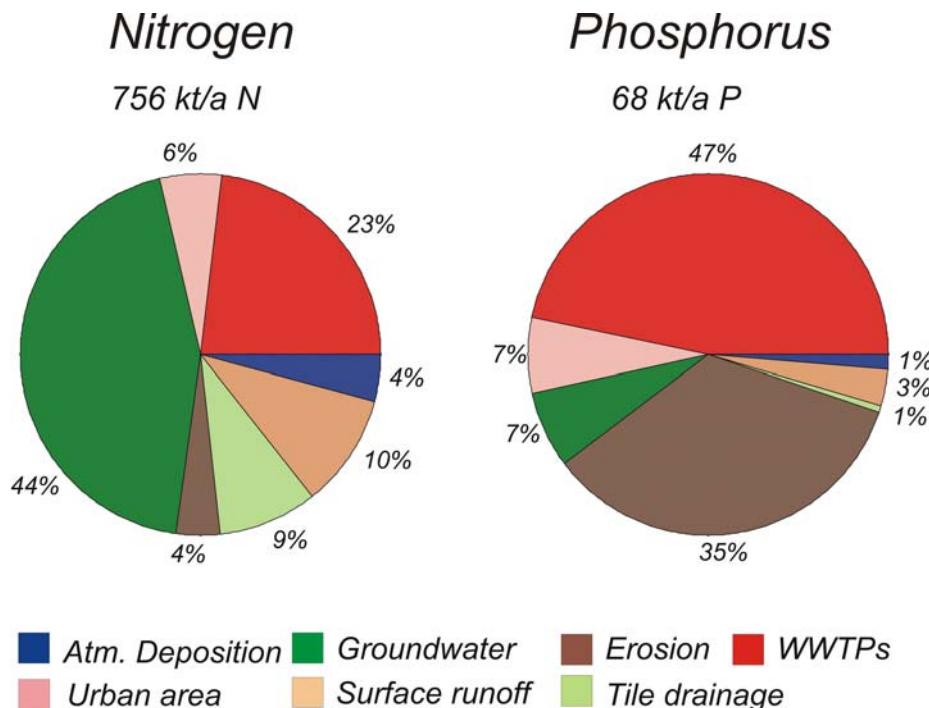 Nitrogen
756 kt/a N
6%
23%
4%
10%
9%
4%
44%
Phosphorus
68 kt/a P
47%
1%
3%
1%
35%
7%
7%
Atm. Deposition
Groundwater
Erosion
WWTPs
Urban area
Surface runoff
Tile drainage